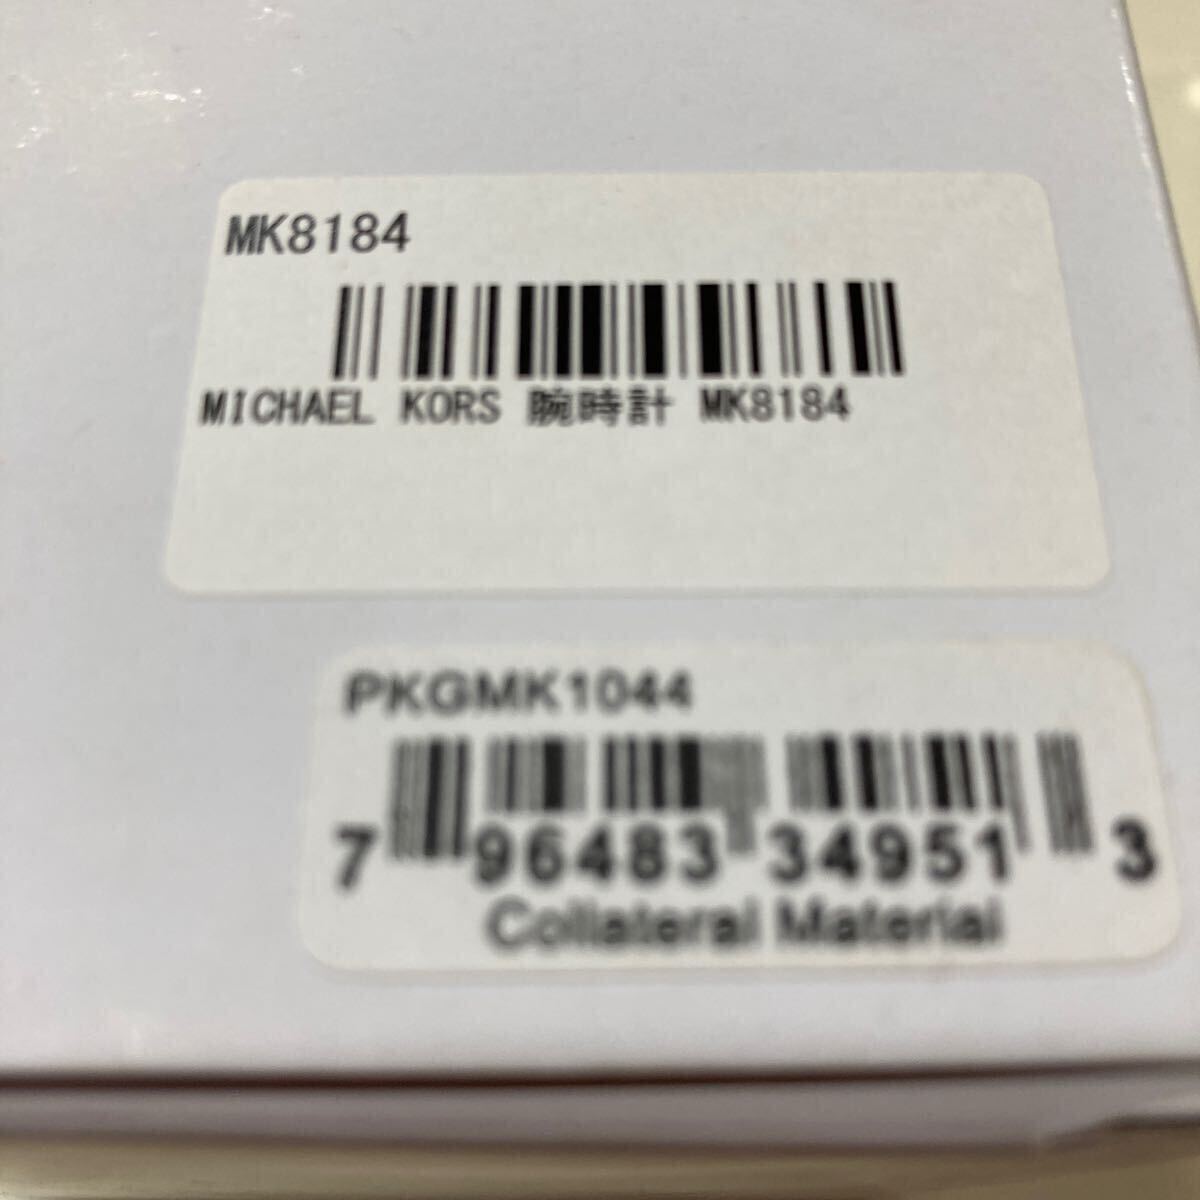 MK8184
MICHAEL KORS 腕時計 MK8184
PKGMK1044
7 96483 34951 3
Collateral Material